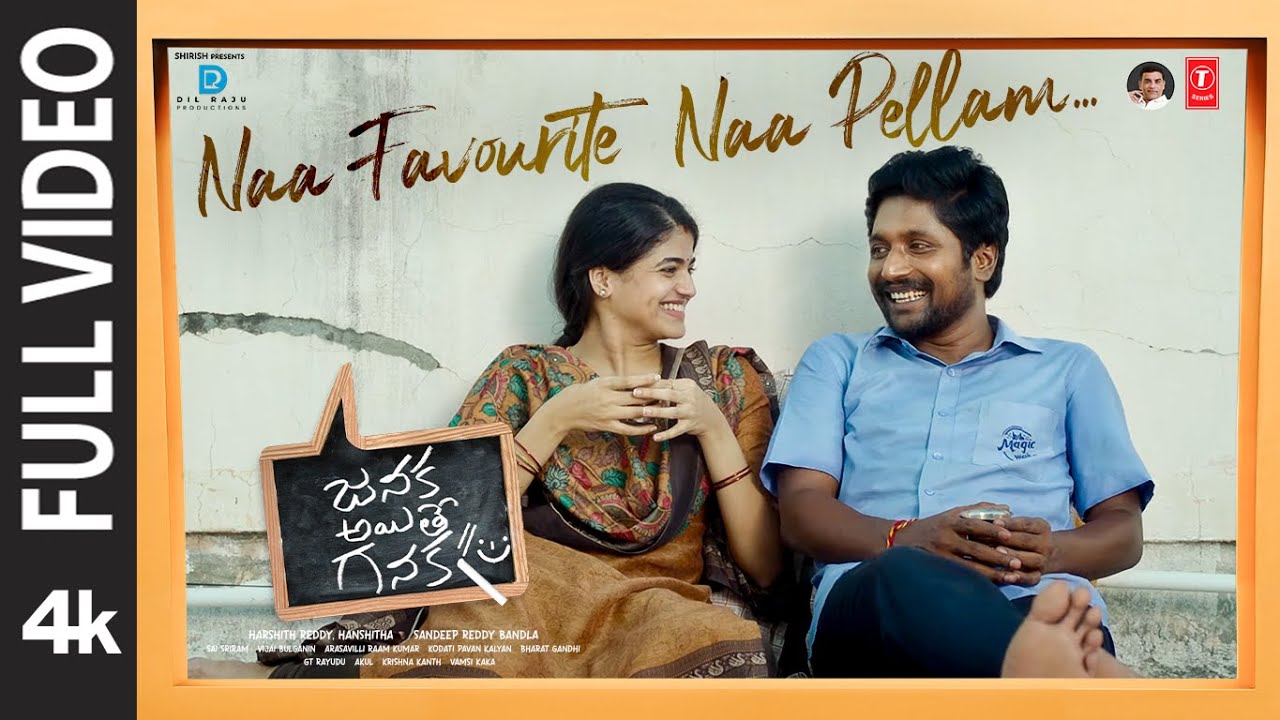 FULL VIDEO
4k
SHIRISH PRESENTS
DIL RAJU
PRODUCTIONS
Naa Favourite Naa Pellam...
T
SERIES
Magic
Wash
జనక
అయితే
గనక
HARSHITH REDDY, HANSHITHA SANDEEP REDDY BANDLA
SAI SRIRAM VIJAI BULGANIN ARASAVILLI RAAM KUMAR KODATI PAVAN KALYAN BHARAT GANDHI
GT RAYUDU AKUL KRISHNA KANTH VAMSI KAKA